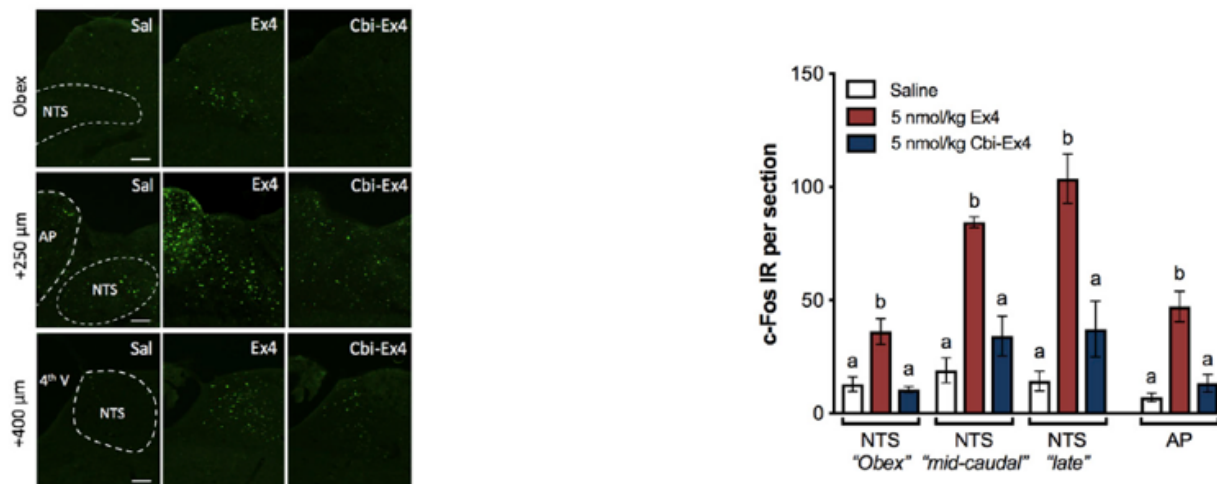 Sal
Ex4
Cbi-Ex4
Obex
NTS
Sal
Ex4
Cbi-Ex4
+250 μm
AP
NTS
Sal
Ex4
Cbi-Ex4
+400 μm
4th V
NTS
c-Fos IR per section
150
100
50
0
Saline
5 nmol/kg Ex4
5 nmol/kg Cbi-Ex4
a b a
a b a
a b a
a b a
NTS NTS NTS AP
"Obex" "mid-caudal" "late"